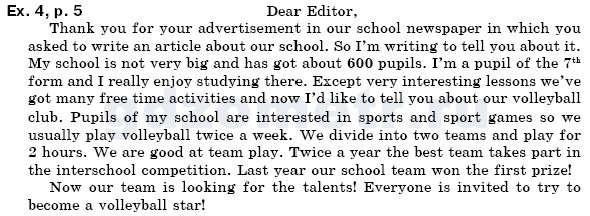 Ex. 4, p. 5
Dear Editor,
Thank you for your advertisement in our school newspaper in which you
asked to write an article about our school. So I'm writing to tell you about it.
My school is not very big and has got about 600 pupils. I'm a pupil of the 7th
form and I really enjoy studying there. Except very interesting lessons we've
got many free time activities and now I'd like to tell you about our volleyball
club. Pupils of my school are interested in sports and sport games so we
usually play volleyball twice a week. We divide into two teams and play for
2 hours. We are good at team play. Twice a year the best team takes part in
the interschool competition. Last year our school team won the first prize!
Now our team is looking for the talents! Everyone is invited to try to
become a volleyball star!